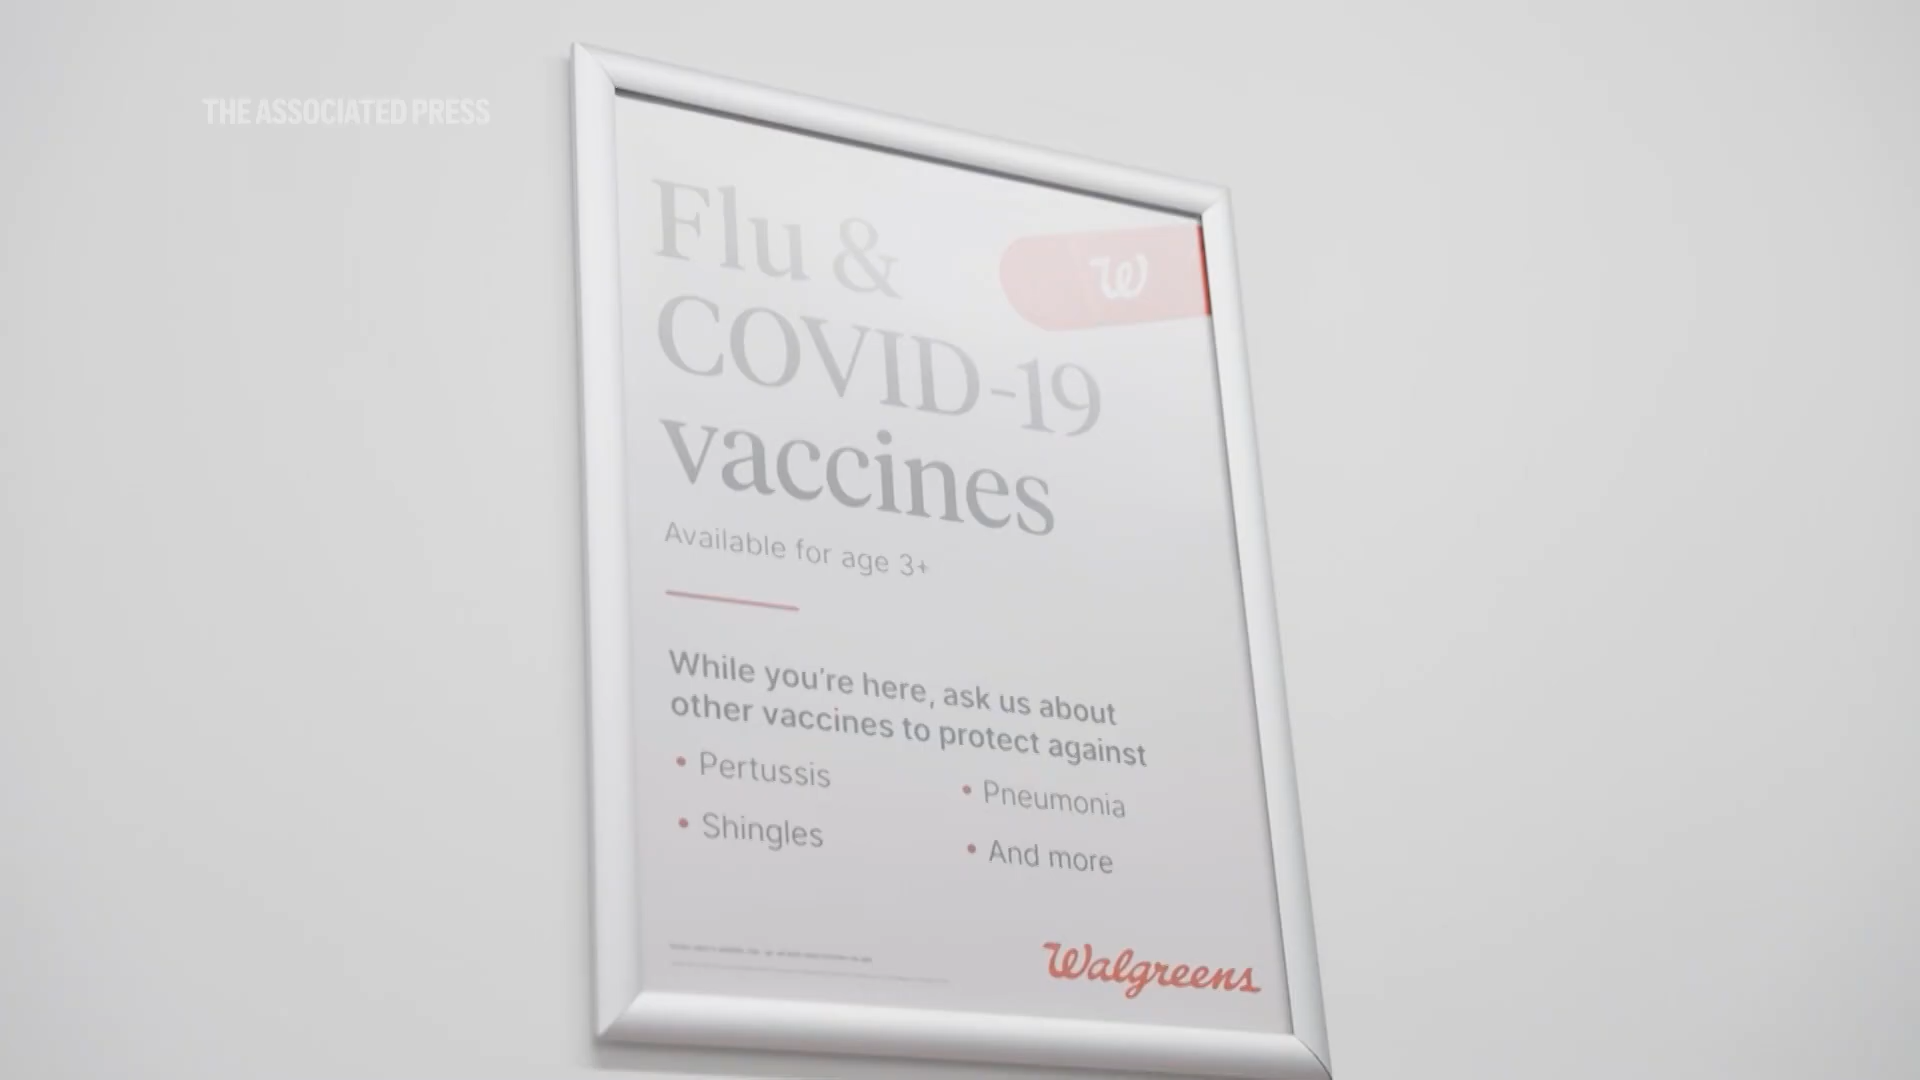 THE ASSOCIATED PRESS
Flu &
W
COVID-19
vaccines
Available for age 3+
While you're here, ask us about
other vaccines to protect against
• Pertussis
• Pneumonia
• Shingles
• And more
Walgreens